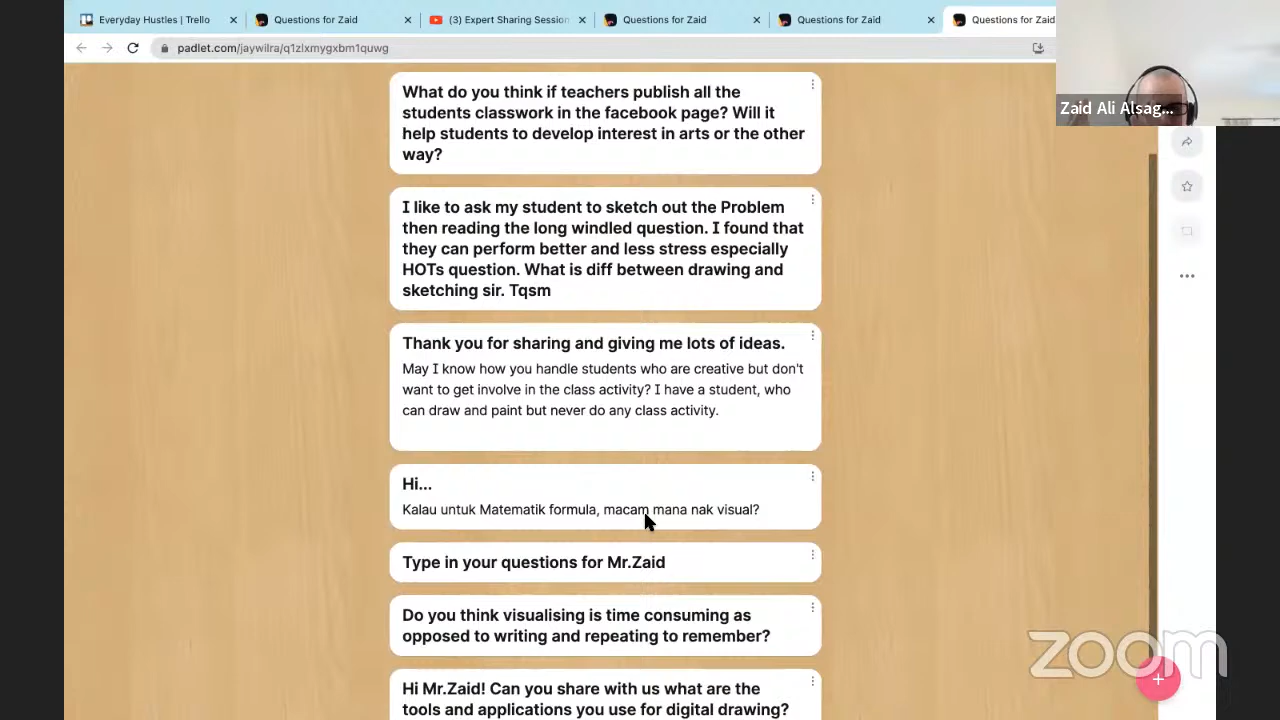 Everyday Hustles | Trello
Questions for Zaid
(3) Expert Sharing Session
Questions for Zaid
Questions for Zaid
Questions for Zaid
padlet.com/jaywilra/q1zlxmygxbm1quwg
Zaid Ali Alsag...
What do you think if teachers publish all the
students classwork in the facebook page? Will it
help students to develop interest in arts or the other
way?
I like to ask my student to sketch out the Problem
then reading the long windled question. I found that
they can perform better and less stress especially
HOTs question. What is diff between drawing and
sketching sir. Tqsm
Thank you for sharing and giving me lots of ideas.
May I know how you handle students who are creative but don't
want to get involve in the class activity? I have a student, who
can draw and paint but never do any class activity.
Hi...
Kalau untuk Matematik formula, macam mana nak visual?
Type in your questions for Mr.Zaid
Do you think visualising is time consuming as
opposed to writing and repeating to remember?
Hi Mr.Zaid! Can you share with us what are the
tools and applications you use for digital drawing?
zoom